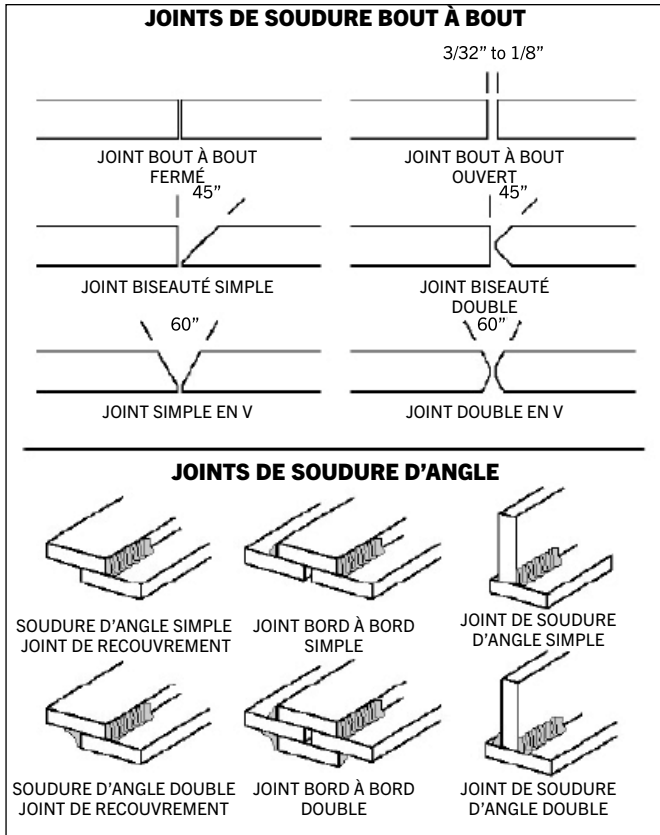 JOINTS DE SOUDURE BOUT À BOUT
3/32” to 1/8”
JOINT BOUT À BOUT
FERMÉ
JOINT BOUT À BOUT
OUVERT
45”
45”
JOINT BISEAUTÉ SIMPLE
JOINT BISEAUTÉ
DOUBLE
60”
60”
JOINT SIMPLE EN V
JOINT DOUBLE EN V
JOINTS DE SOUDURE D’ANGLE
SOUDURE D’ANGLE SIMPLE
JOINT DE RECOUVREMENT
JOINT BORD À BORD
SIMPLE
JOINT DE SOUDURE
D’ANGLE SIMPLE
SOUDURE D’ANGLE DOUBLE
JOINT DE RECOUVREMENT
JOINT BORD À BORD
DOUBLE
JOINT DE SOUDURE
D’ANGLE DOUBLE